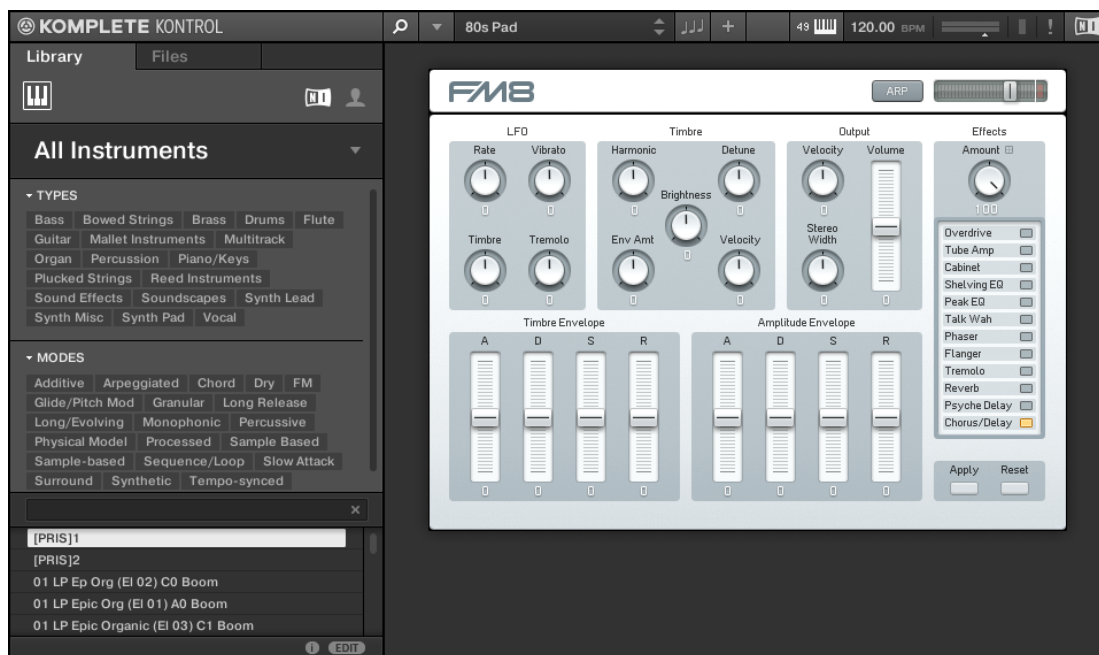 KOMPLETE KONTROL
80s Pad
49
120.00 BPM
NI
Library
Files
NI
All Instruments
TYPES
Bass Bowed Strings Brass Drums Flute
Guitar Mallet Instruments Multitrack
Organ Percussion Piano/Keys
Plucked Strings Reed Instruments
Sound Effects Soundscapes Synth Lead
Synth Misc Synth Pad Vocal
MODES
Additive Arpeggiated Chord Dry FM
Glide/Pitch Mod Granular Long Release
Long/Evolving Monophonic Percussive
Physical Model Processed Sample Based
Sample-based Sequence/Loop Slow Attack
Surround Synthetic Tempo-synced
[PRIS]1
[PRIS]2
01 LP Ep Org (El 02) C0 Boom
01 LP Epic Org (El 01) A0 Boom
01 LP Epic Organic (El 03) C1 Boom
EDIT
FM8
ARP
LFO
Rate Vibrato
0 0
Timbre Tremolo
0 0
Timbre
Harmonic Detune
0 0
Brightness
0
Env Amt Velocity
0 0
Output
Velocity Volume
0
Stereo
Width
0 0
Effects
Amount
100
Overdrive
Tube Amp
Cabinet
Shelving EQ
Peak EQ
Talk Wah
Phaser
Flanger
Tremolo
Reverb
Psyche Delay
Chorus/Delay
Apply Reset
Timbre Envelope
A D S R
0 0 0 0
Amplitude Envelope
A D S R
0 0 0 0